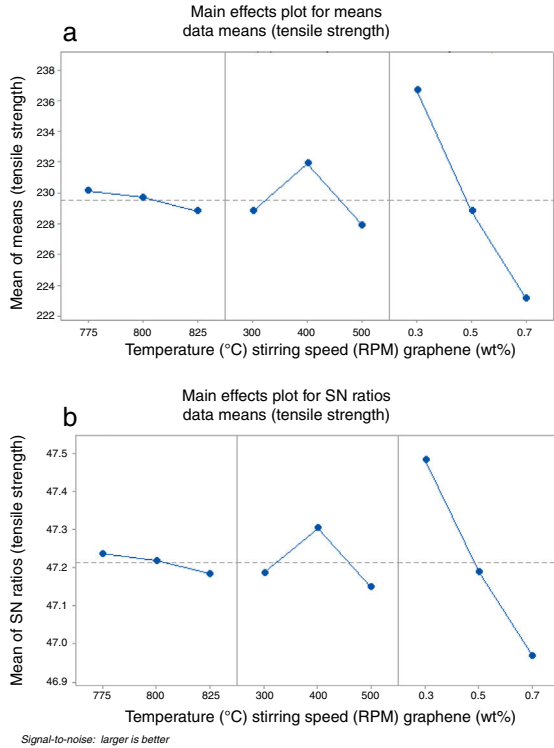 Main effects plot for means
data means (tensile strength)
a
238
236
234
232
230
228
226
224
222
Mean of means (tensile strength)
775 800 825 300 400 500 0.3 0.5 0.7
Temperature (°C) stirring speed (RPM) graphene (wt%)
Main effects plot for SN ratios
data means (tensile strength)
b
47.5
47.4
47.3
47.2
47.1
47.0
46.9
Mean of SN ratios (tensile strength)
775 800 825 300 400 500 0.3 0.5 0.7
Temperature (°C) stirring speed (RPM) graphene (wt%)
Signal-to-noise: larger is better